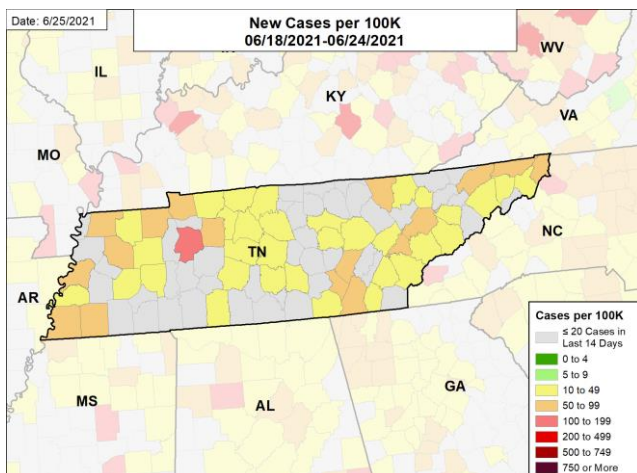 Date: 6/25/2021
New Cases per 100K
06/18/2021-06/24/2021
IL
WV
KY
VA
MO
TN
NC
AR
MS
AL
GA
Cases per 100K
≤ 20 Cases in
Last 14 Days
0 to 4
5 to 9
10 to 49
50 to 99
100 to 199
200 to 499
500 to 749
750 or More